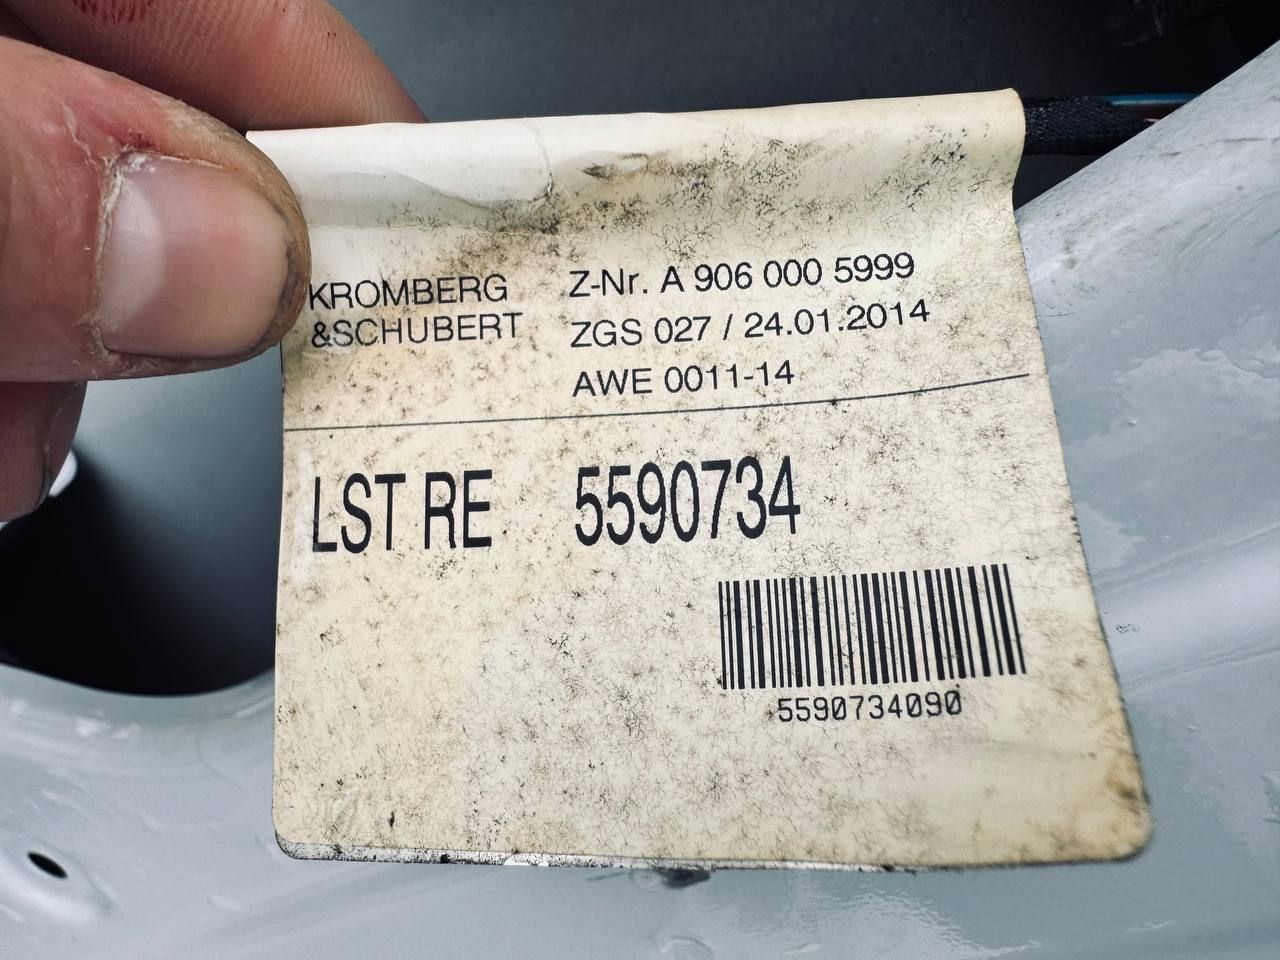 KROMBERG
&SCHUBERT
Z-Nr. A 906 000 5999
ZGS 027 / 24.01.2014
AWE 0011-14
LST RE 5590734
5590734090